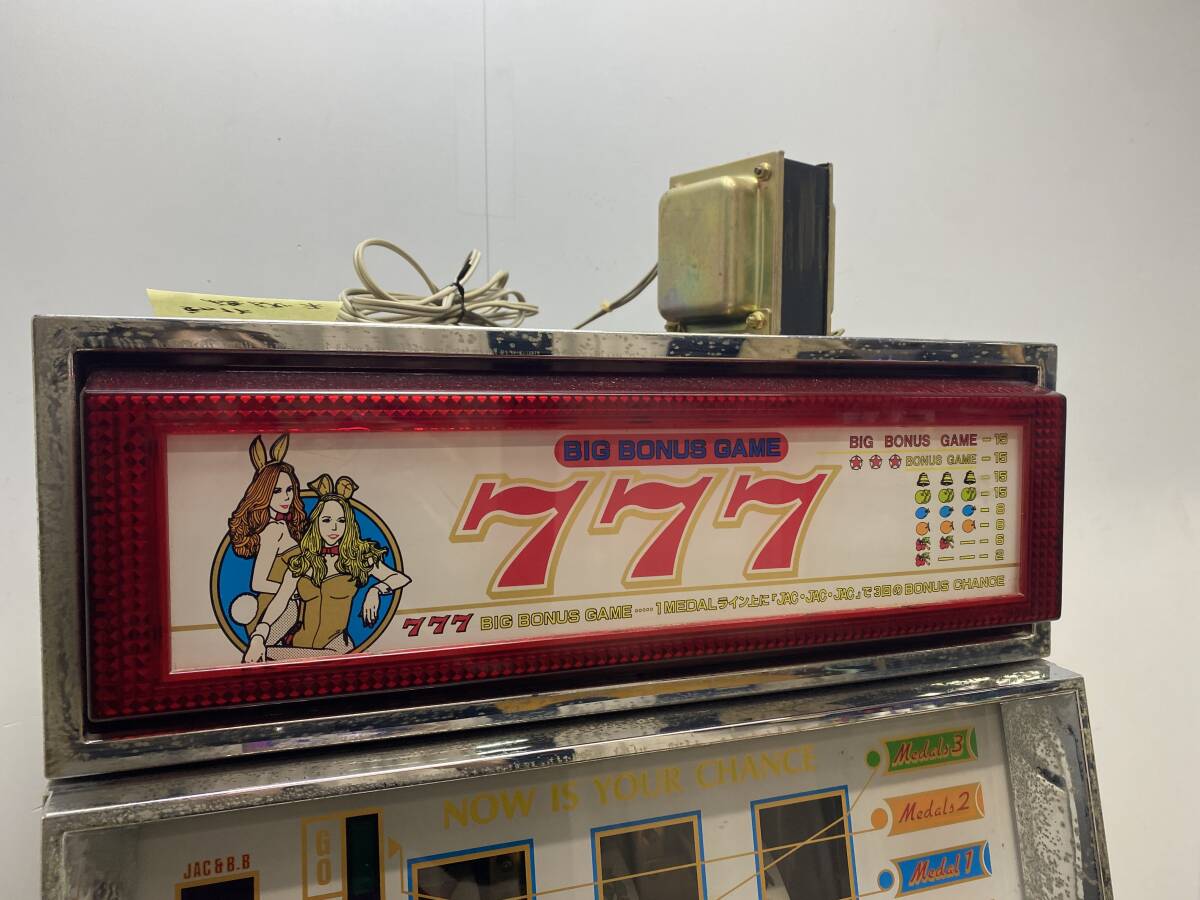 BIG BONUS GAME
777
BIG BONUS GAME - 15
BONUS GAME - 15
- 15
- 15
- 8
- 8
- 6
- 2
777 BIG BONUS GAME ····· 1MEDALライン上に「JAC・JAC・JAC」で3回のBONUS CHANCE
NOW IS YOUR CHANCE
Medals 3
Medals 2
Medal 1
GO
JAC & B.B